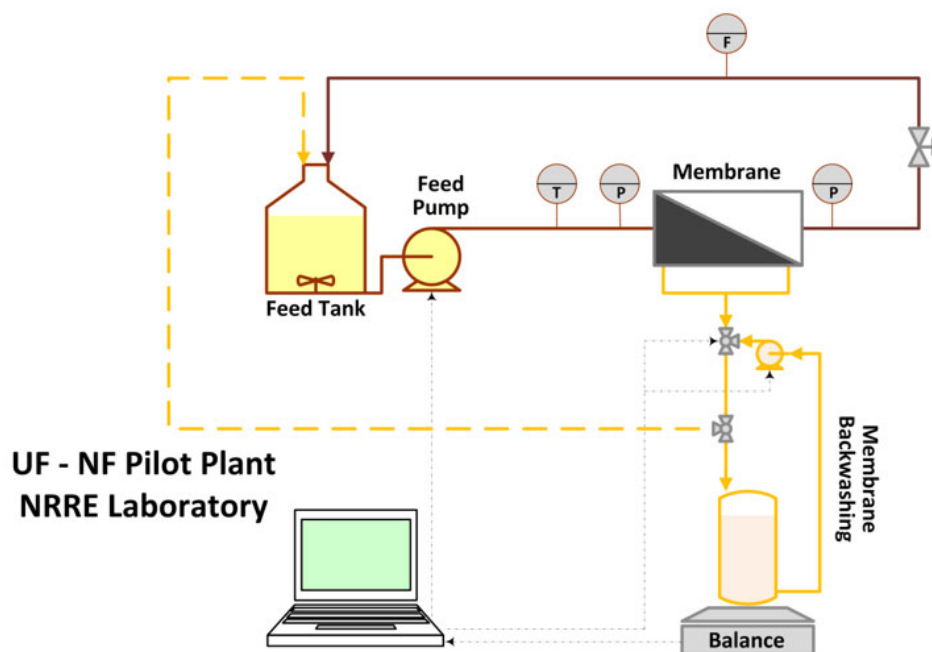 F
Membrane
Feed
Pump
T
P
P
Feed Tank
Membrane
Backwashing
UF - NF Pilot Plant
NRRE Laboratory
Balance